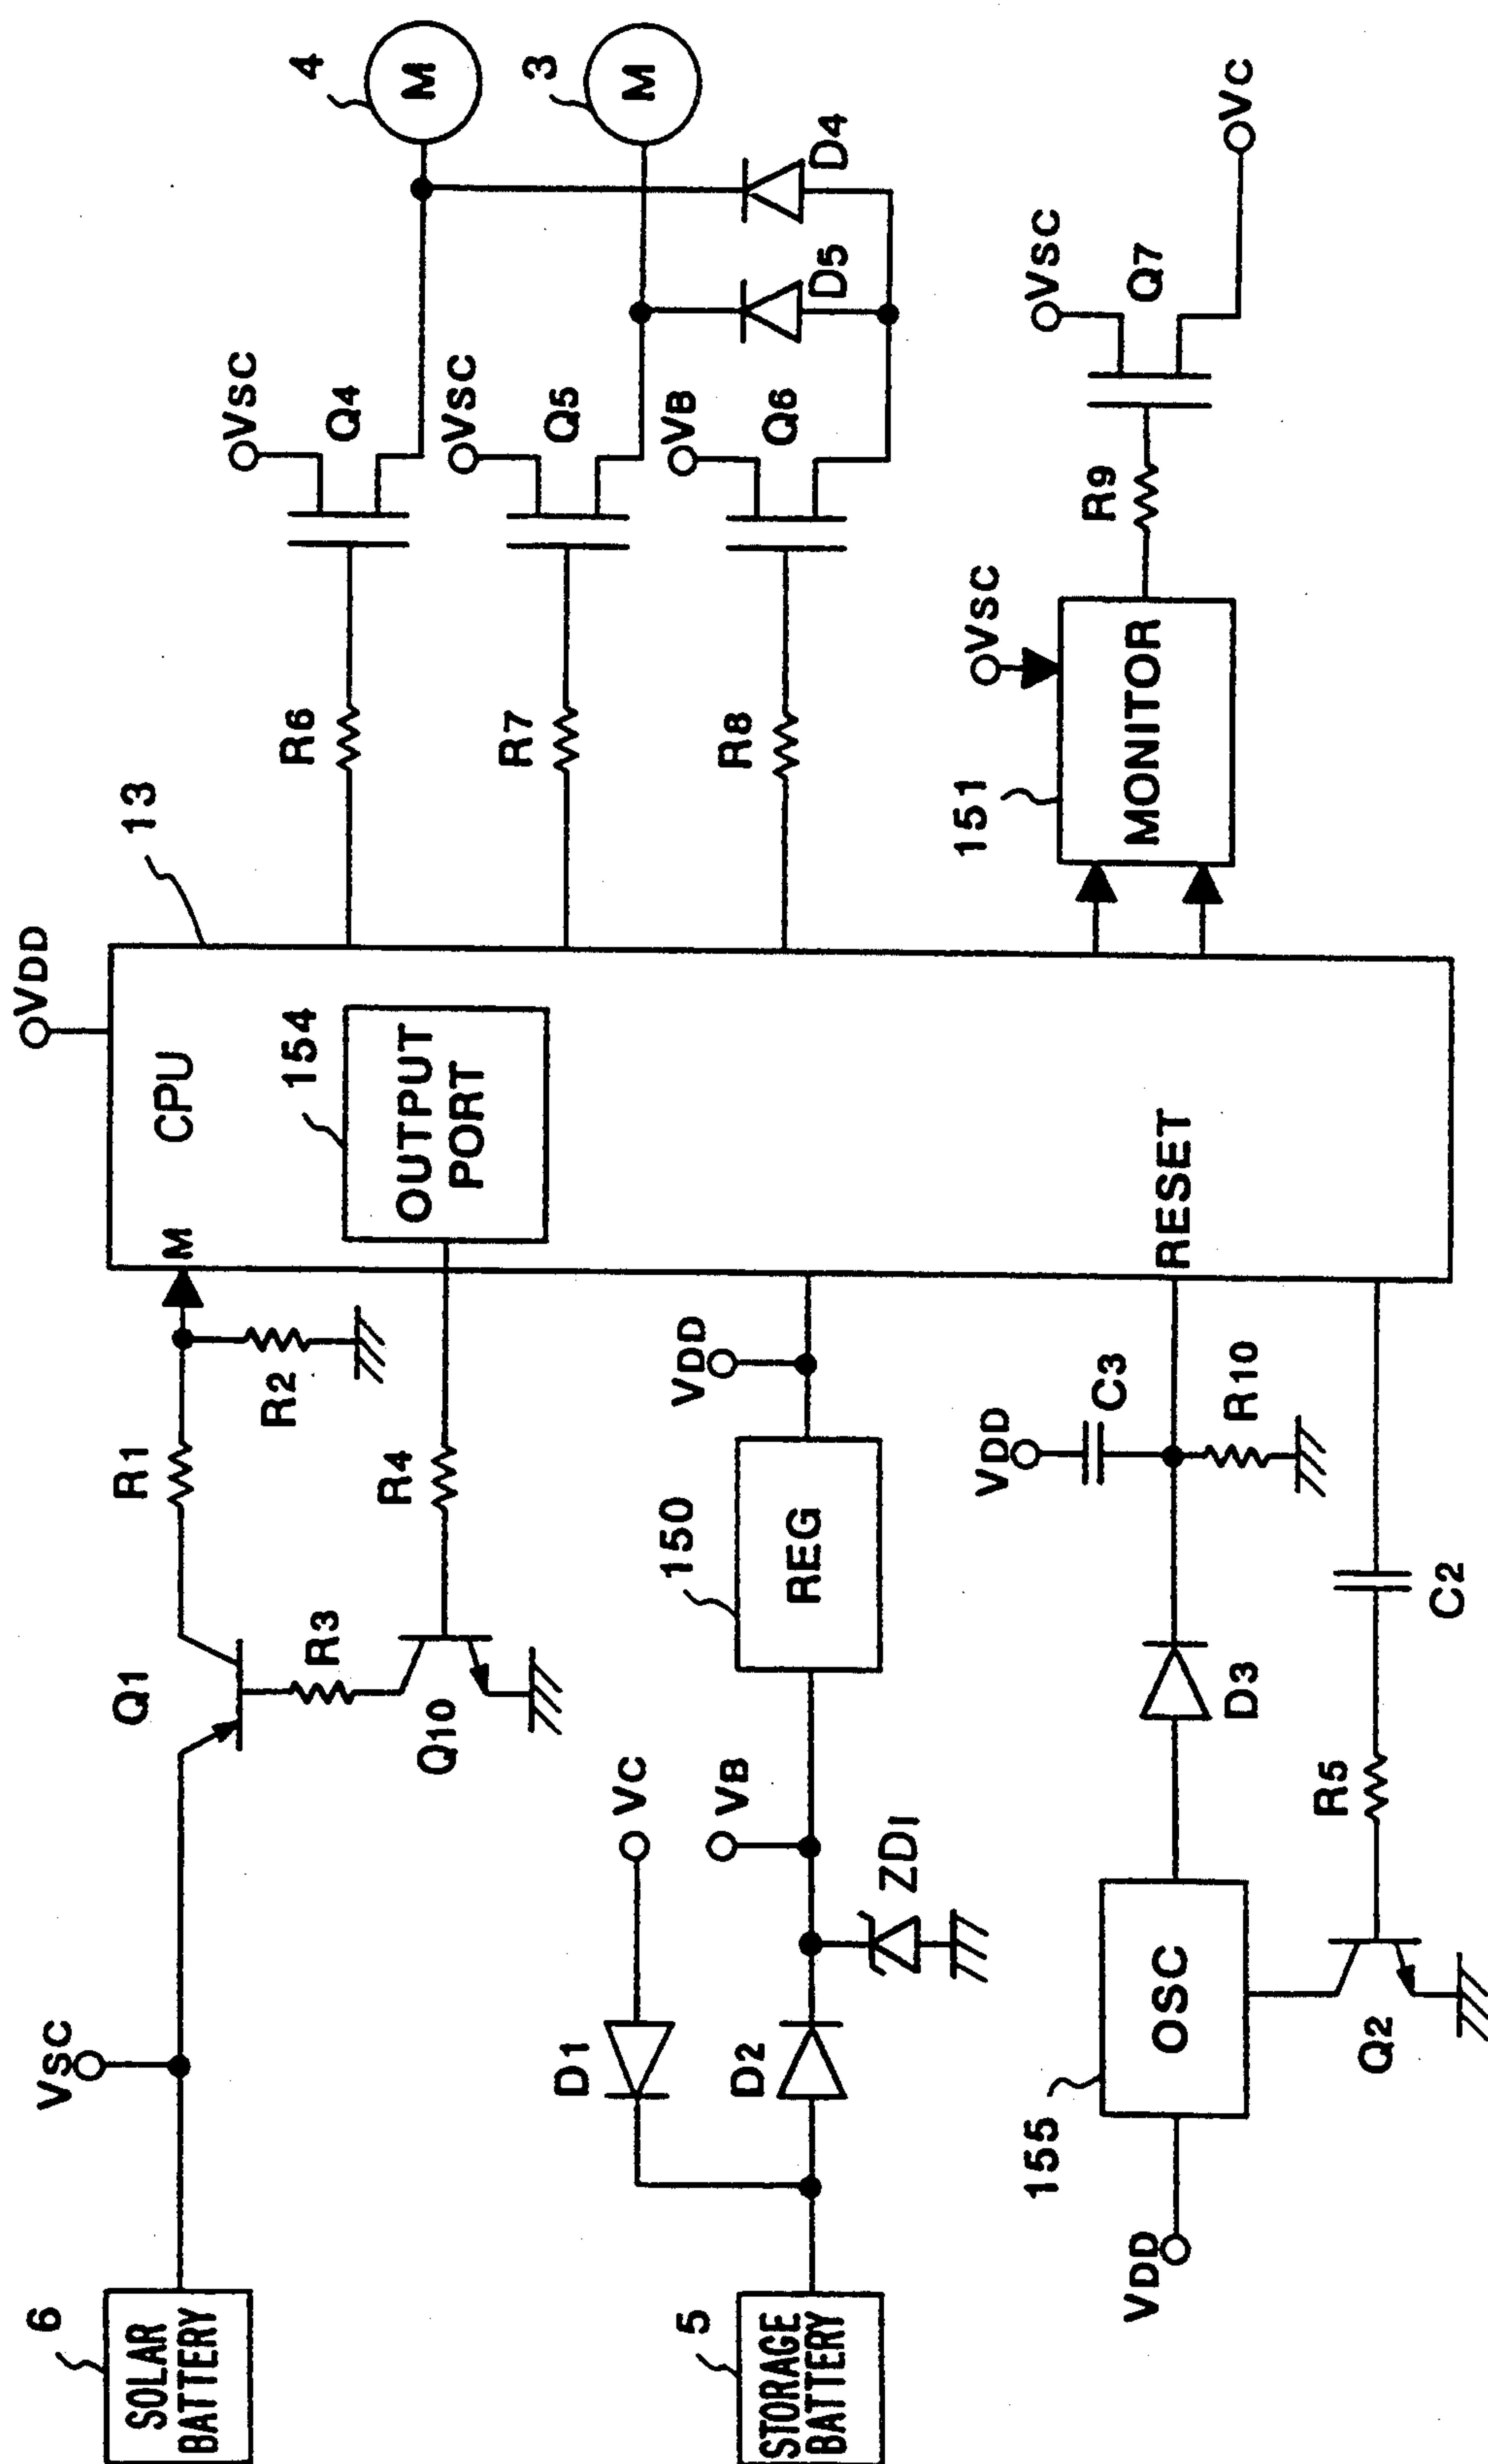 6
SOLAR
BATTERY
VSC
Q1
R3
Q10
R1
R2
R4
M
CPU
VDD
13
154
OUTPUT
PORT
RESET
5
STORAGE
BATTERY
D1
D2
VC
VB
ZD1
150
REG
VDD
VDD
155
OSC
D3
Q2
R5
C2
VDD
C3
R10
R6
R7
R8
VSC
Q4
VSC
Q5
VB
Q6
D5
D4
4
M
3
M
151
MONITOR
VSC
R9
VSC
Q7
VC